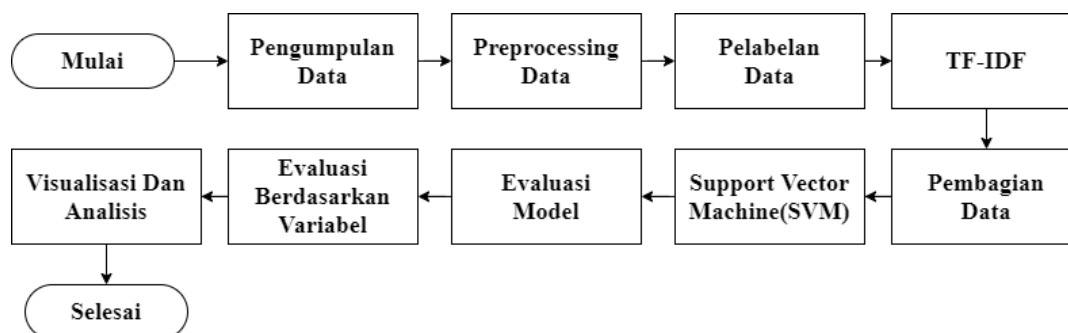 Mulai
Pengumpulan
Data
Preprocessing
Data
Pelabelan
Data
TF-IDF
Pembagian
Data
Support Vector
Machine(SVM)
Evaluasi
Model
Evaluasi
Berdasarkan
Variabel
Visualisasi Dan
Analisis
Selesai